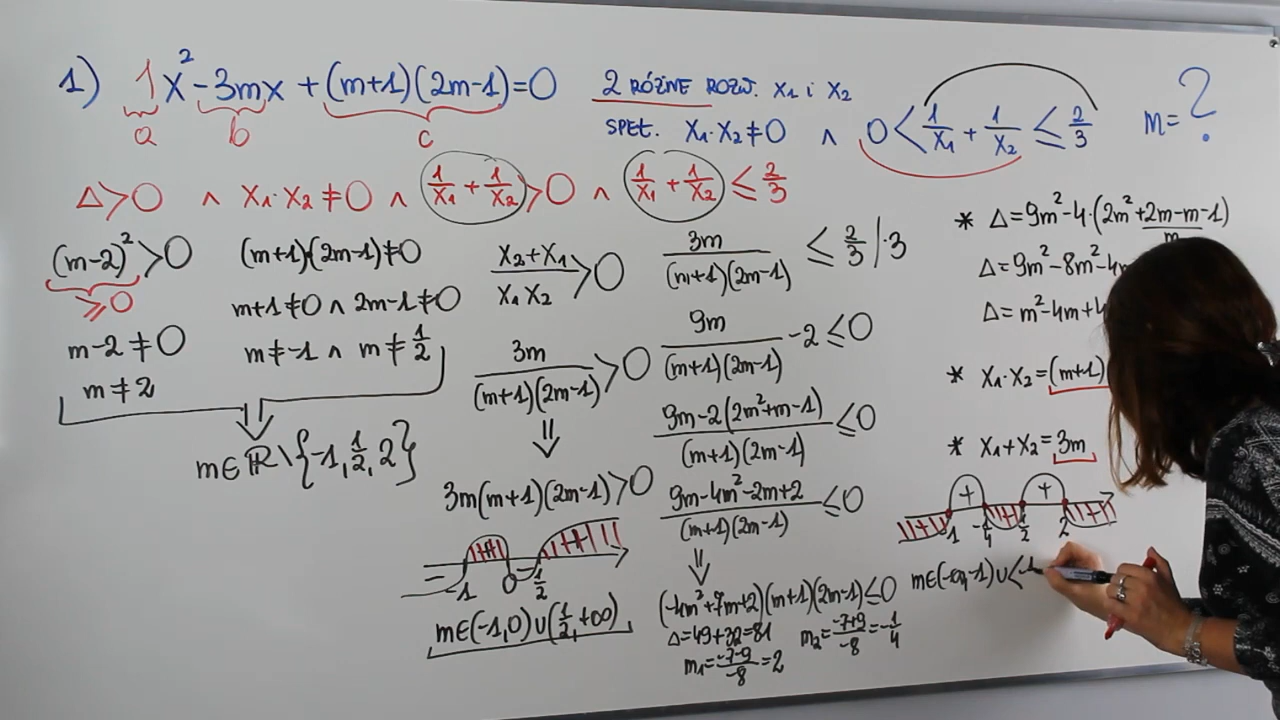 1) 1x² - 3mx + (m+1)(2m-1) = 0
a b c
2 RÓŻNE ROZW. x₁ i x₂
SPEŁ. x₁·x₂ ≠ 0 ∧ 0 < 1/x₁ + 1/x₂ ≤ 2/3
m = ?
Δ > 0 ∧ x₁·x₂ ≠ 0 ∧ 1/x₁ + 1/x₂ > 0 ∧ 1/x₁ + 1/x₂ ≤ 2/3
(m-2)² > 0
≥ 0
m-2 ≠ 0
m ≠ 2
(m+1)(2m-1) ≠ 0
m+1 ≠ 0 ∧ 2m-1 ≠ 0
m ≠ -1 ∧ m ≠ 1/2
⇓
m ∈ ℝ \ {-1, 1/2, 2}
(x₂+x₁)/(x₁x₂) > 0
3m/((m+1)(2m-1)) > 0
⇓
3m(m+1)(2m-1) > 0
-1 0 1/2
m ∈ (-1,0) ∪ (1/2, +∞)
3m/((m+1)(2m-1)) ≤ 2/3 |·3
9m/((m+1)(2m-1)) - 2 ≤ 0
(9m-2(2m²+m-1))/((m+1)(2m-1)) ≤ 0
(9m-4m²-2m+2)/((m+1)(2m-1)) ≤ 0
⇓
(-4m²+7m+2)(m+1)(2m-1) ≤ 0
Δ = 49+32 = 81
m₁ = (-7-9)/-8 = 2
m₂ = (-7+9)/-8 = -1/4
* Δ = 9m² - 4·(2m²+2m-m-1)
m
Δ = 9m² - 8m² - 4m
Δ = m² - 4m + 4
* x₁·x₂ = (m+1)
* x₁+x₂ = 3m
+ +
-1 -1/4 1/2 2
m ∈ (-∞, -1) ∪ <-1